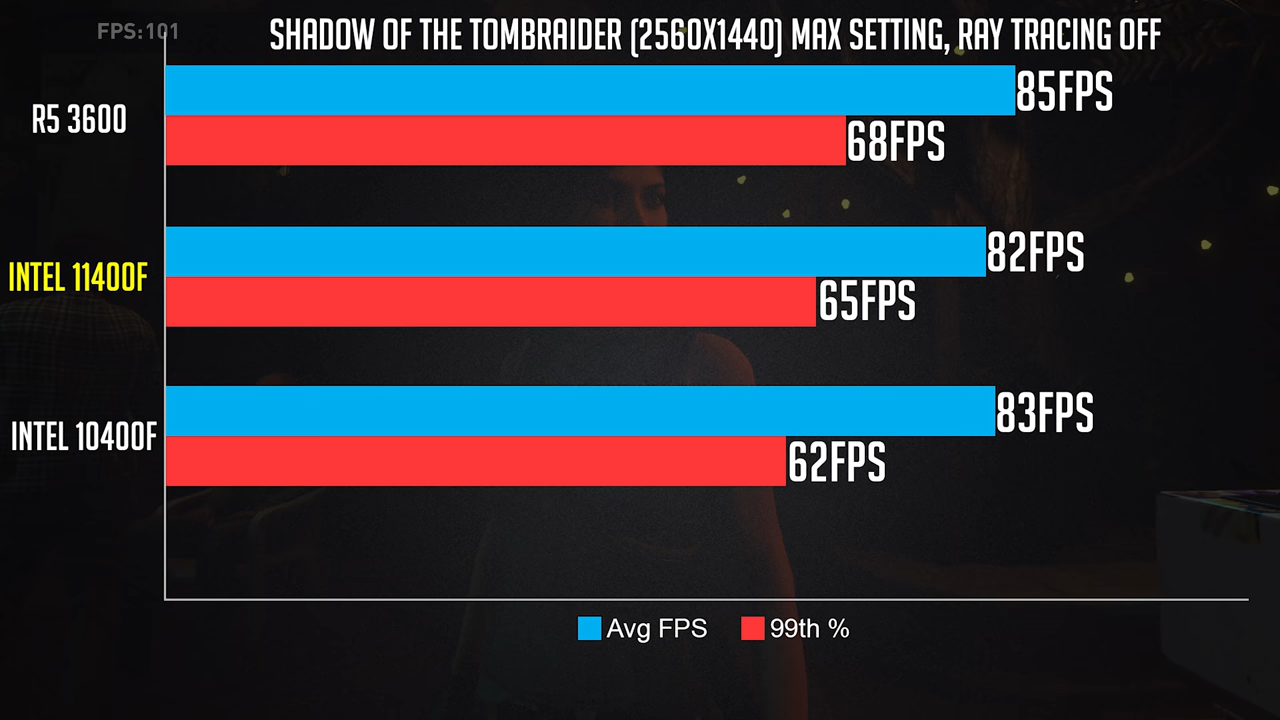 FPS:101
SHADOW OF THE TOMBRAIDER (2560X1440) MAX SETTING, RAY TRACING OFF
85FPS
R5 3600
68FPS
82FPS
INTEL 11400F
65FPS
83FPS
INTEL 10400F
62FPS
Avg FPS 99th %